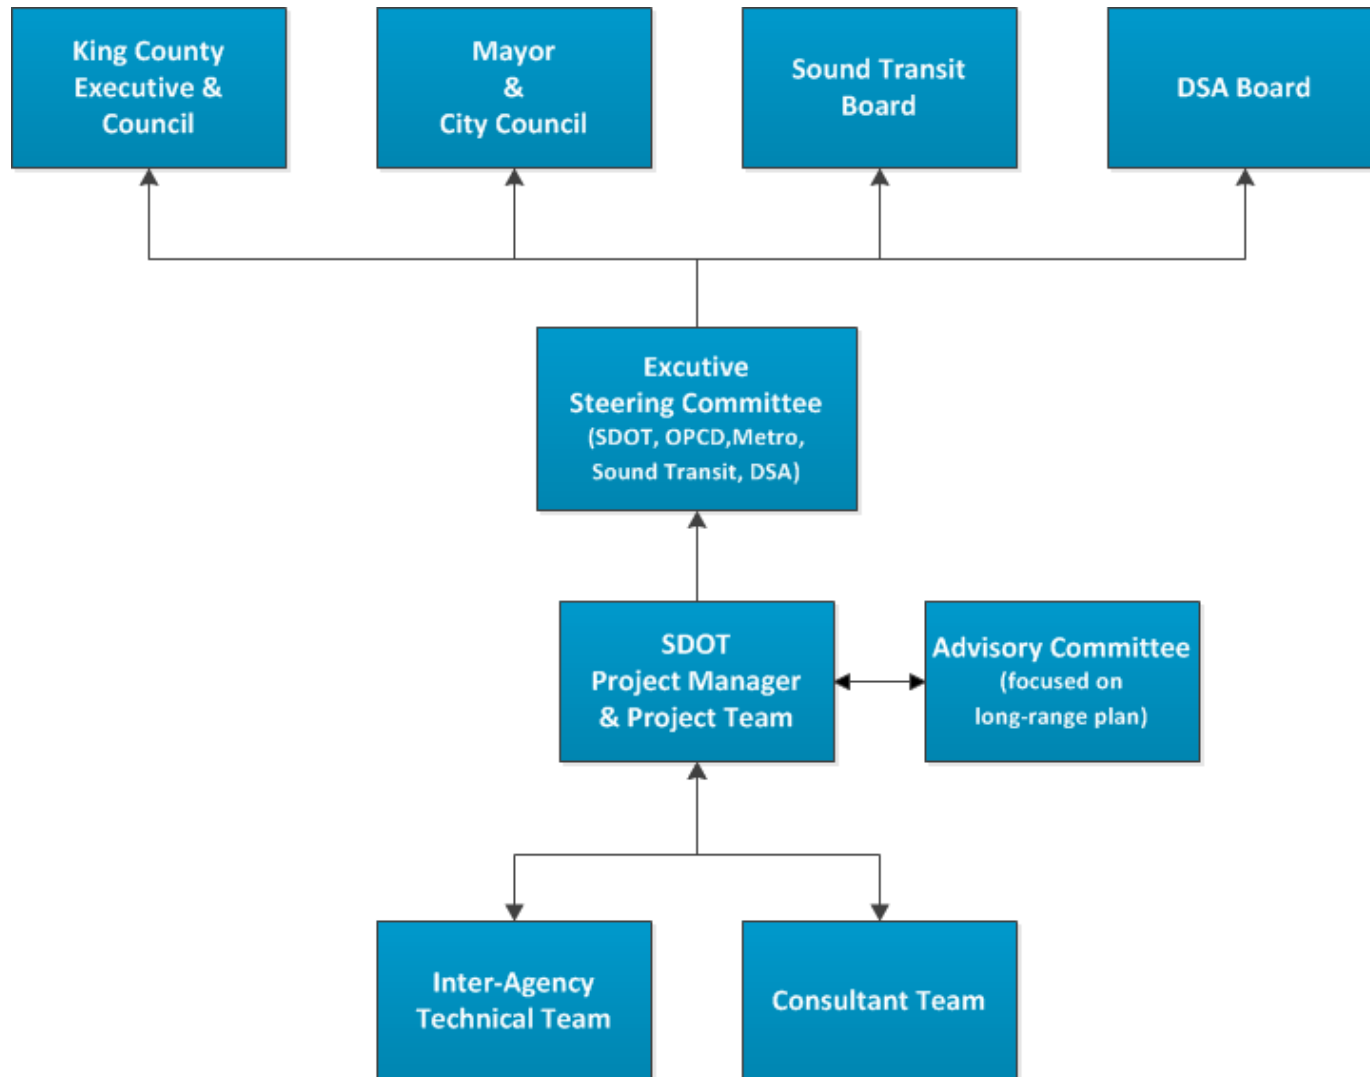 King County
Executive &
Council
Mayor
&
City Council
Sound Transit
Board
DSA Board
Excutive
Steering Committee
(SDOT, OPCD,Metro,
Sound Transit, DSA)
SDOT
Project Manager
& Project Team
Advisory Committee
(focused on
long-range plan)
Inter-Agency
Technical Team
Consultant Team